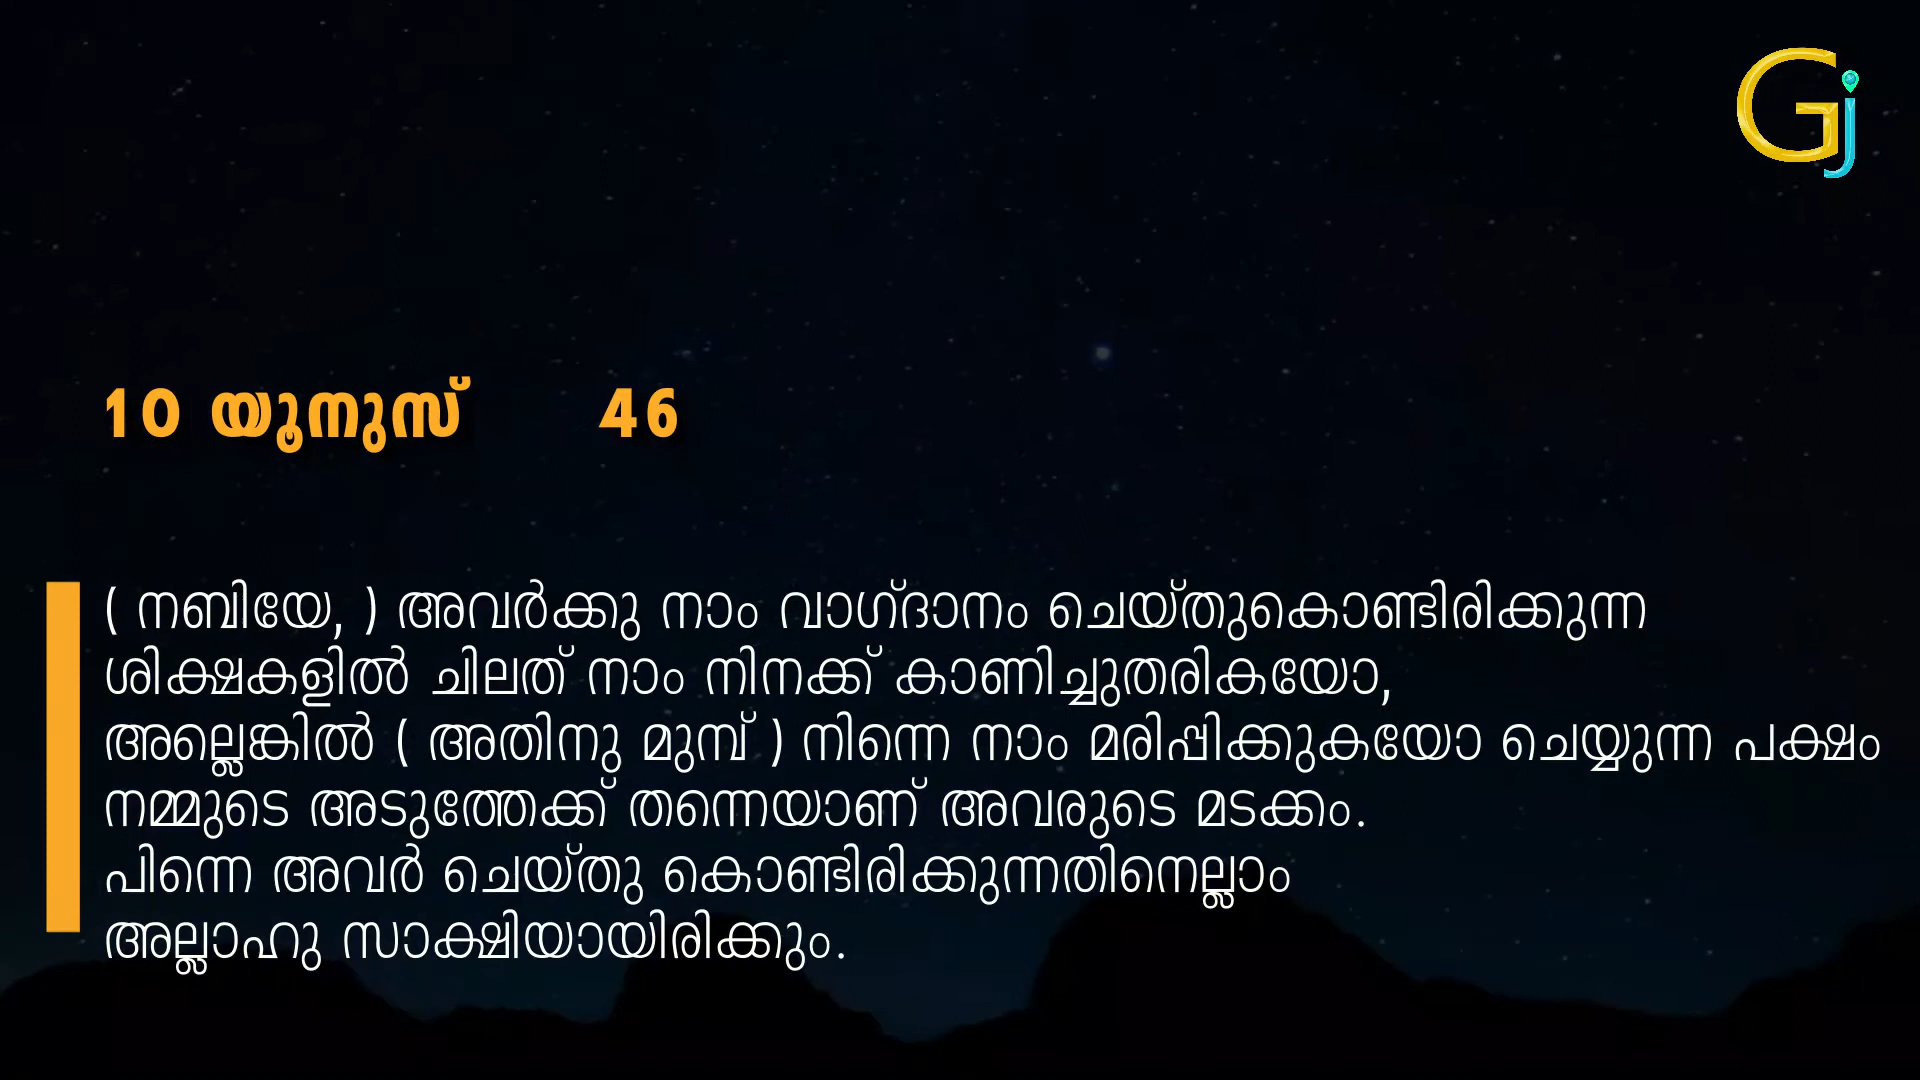 Gj
10 യൂനുസ് 46
( നബിയേ, ) അവർക്കു നാം വാഗ്ദാനം ചെയ്തുകൊണ്ടിരിക്കുന്ന
ശിക്ഷകളിൽ ചിലത് നാം നിനക്ക് കാണിച്ചുതരികയോ,
അല്ലെങ്കിൽ ( അതിനു മുമ്പ് ) നിന്നെ നാം മരിപ്പിക്കുകയോ ചെയ്യുന്ന പക്ഷം
നമ്മുടെ അടുത്തേക്ക് തന്നെയാണ് അവരുടെ മടക്കം.
പിന്നെ അവർ ചെയ്തു കൊണ്ടിരിക്കുന്നതിനെല്ലാം
അല്ലാഹു സാക്ഷിയായിരിക്കും.